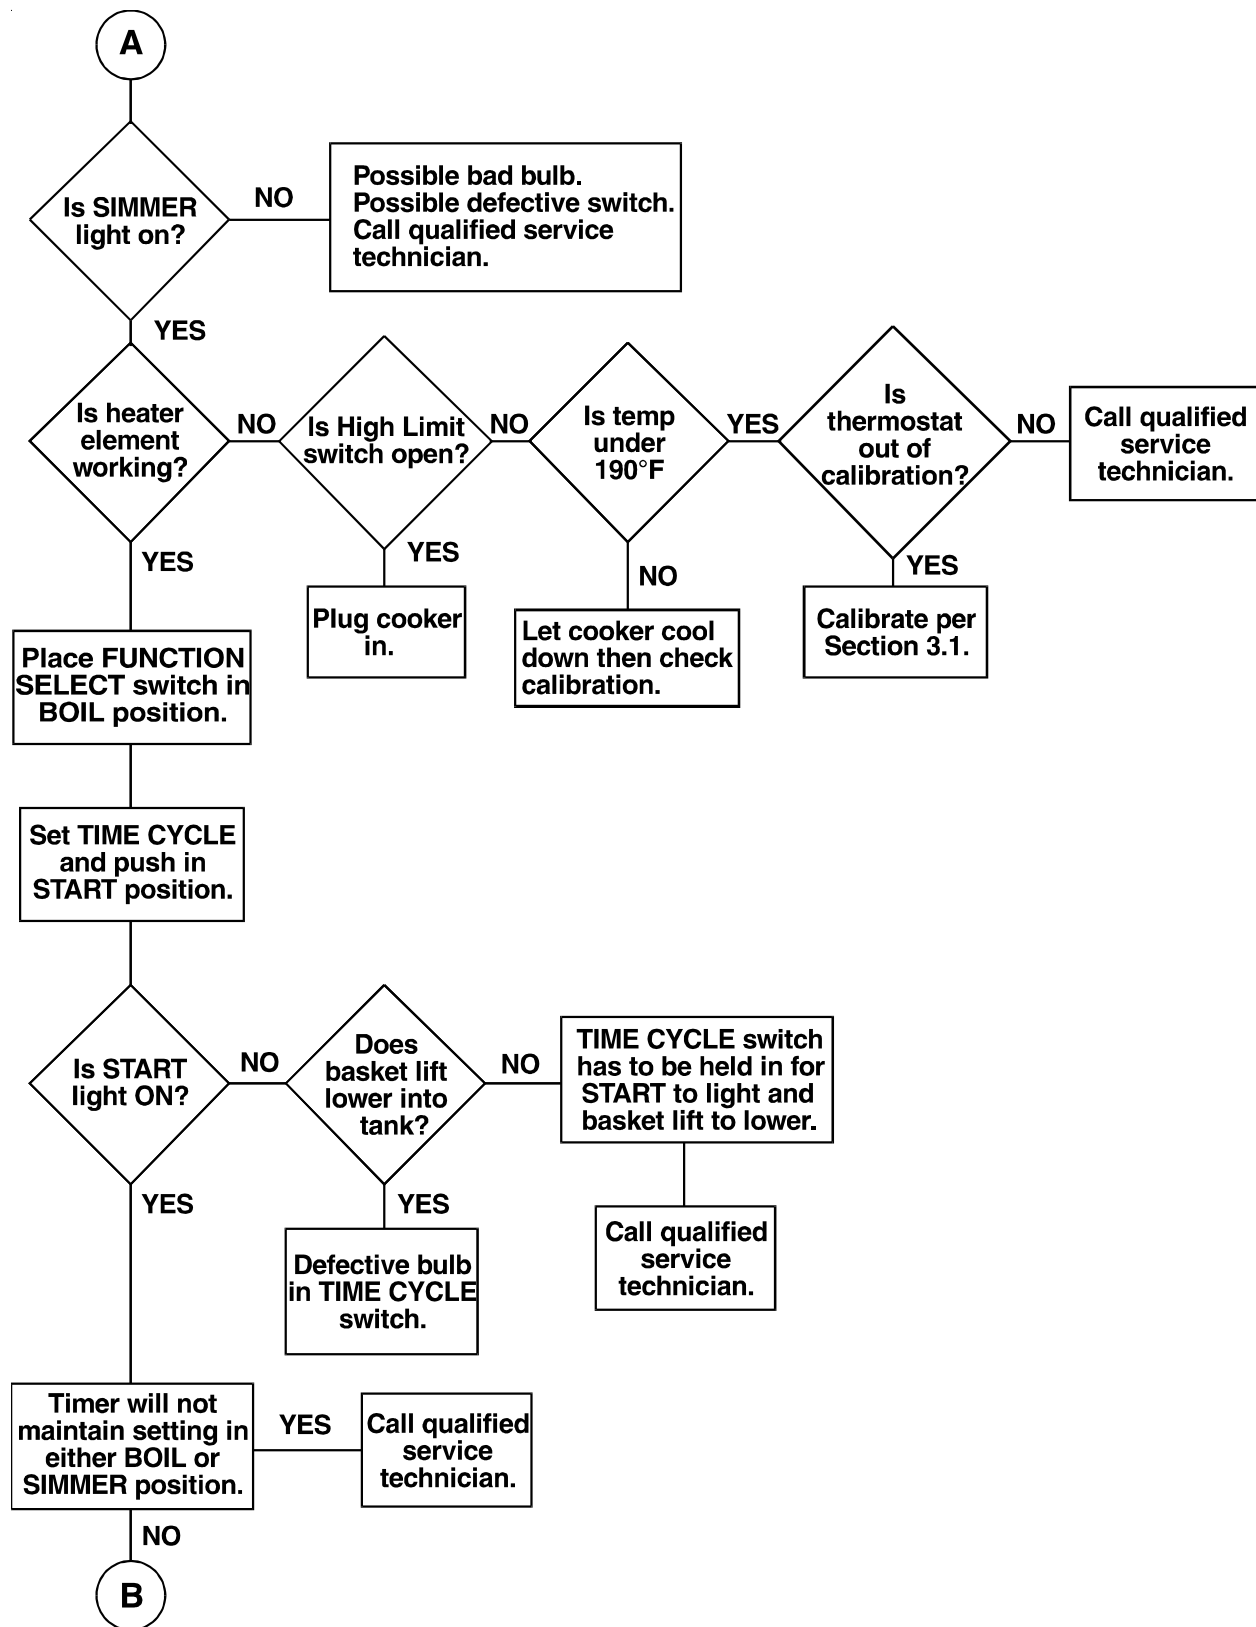 A
Is SIMMER
light on?
NO
Possible bad bulb.
Possible defective switch.
Call qualified service
technician.
YES
Is heater
element
working?
NO
Is High Limit
switch open?
NO
Is temp
under
190°F
YES
Is
thermostat
out of
calibration?
NO
Call qualified
service
technician.
YES
YES
Plug cooker
in.
NO
Let cooker cool
down then check
calibration.
YES
Calibrate per
Section 3.1.
Place FUNCTION
SELECT switch in
BOIL position.
Set TIME CYCLE
and push in
START position.
Is START
light ON?
NO
Does
basket lift
lower into
tank?
NO
TIME CYCLE switch
has to be held in for
START to light and
basket lift to lower.
YES
YES
Defective bulb
in TIME CYCLE
switch.
Call qualified
service
technician.
Timer will not
maintain setting in
either BOIL or
SIMMER position.
YES
Call qualified
service
technician.
NO
B